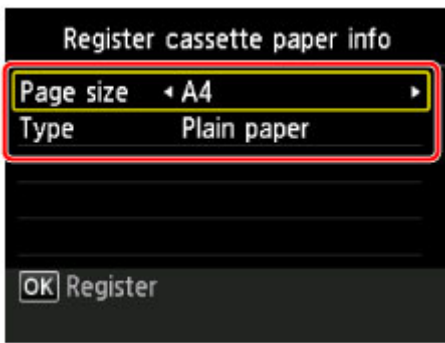 Register cassette paper info
Page size A4
Type Plain paper
OK Register